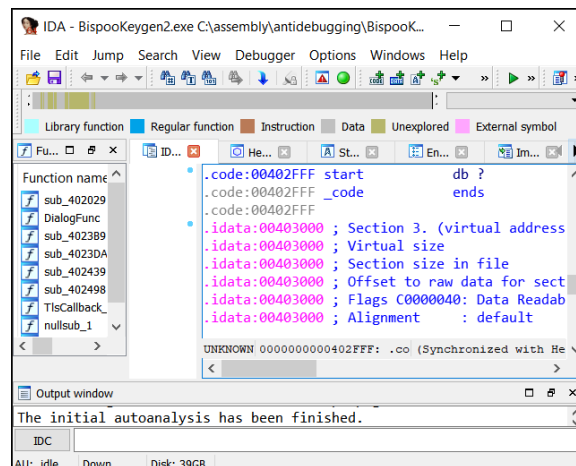 IDA - BispooKeygen2.exe C:\assembly\antidebugging\BispooK...
File Edit Jump Search View Debugger Options Windows Help
Library function Regular function Instruction Data Unexplored External symbol
Fu... ID... He... St... En... Im...
Function name
sub_402029
DialogFunc
sub_4023B9
sub_4023DA
sub_402439
sub_402498
TlsCallback_
nullsub_1
.code:00402FFF start db ?
.code:00402FFF _code ends
.code:00402FFF
.idata:00403000 ; Section 3. (virtual address
.idata:00403000 ; Virtual size
.idata:00403000 ; Section size in file
.idata:00403000 ; Offset to raw data for sect
.idata:00403000 ; Flags C0000040: Data Readab
.idata:00403000 ; Alignment : default
UNKNOWN 0000000000402FFF: .co (Synchronized with He
Output window
The initial autoanalysis has been finished.
IDC
AU: idle Down Disk: 39GB